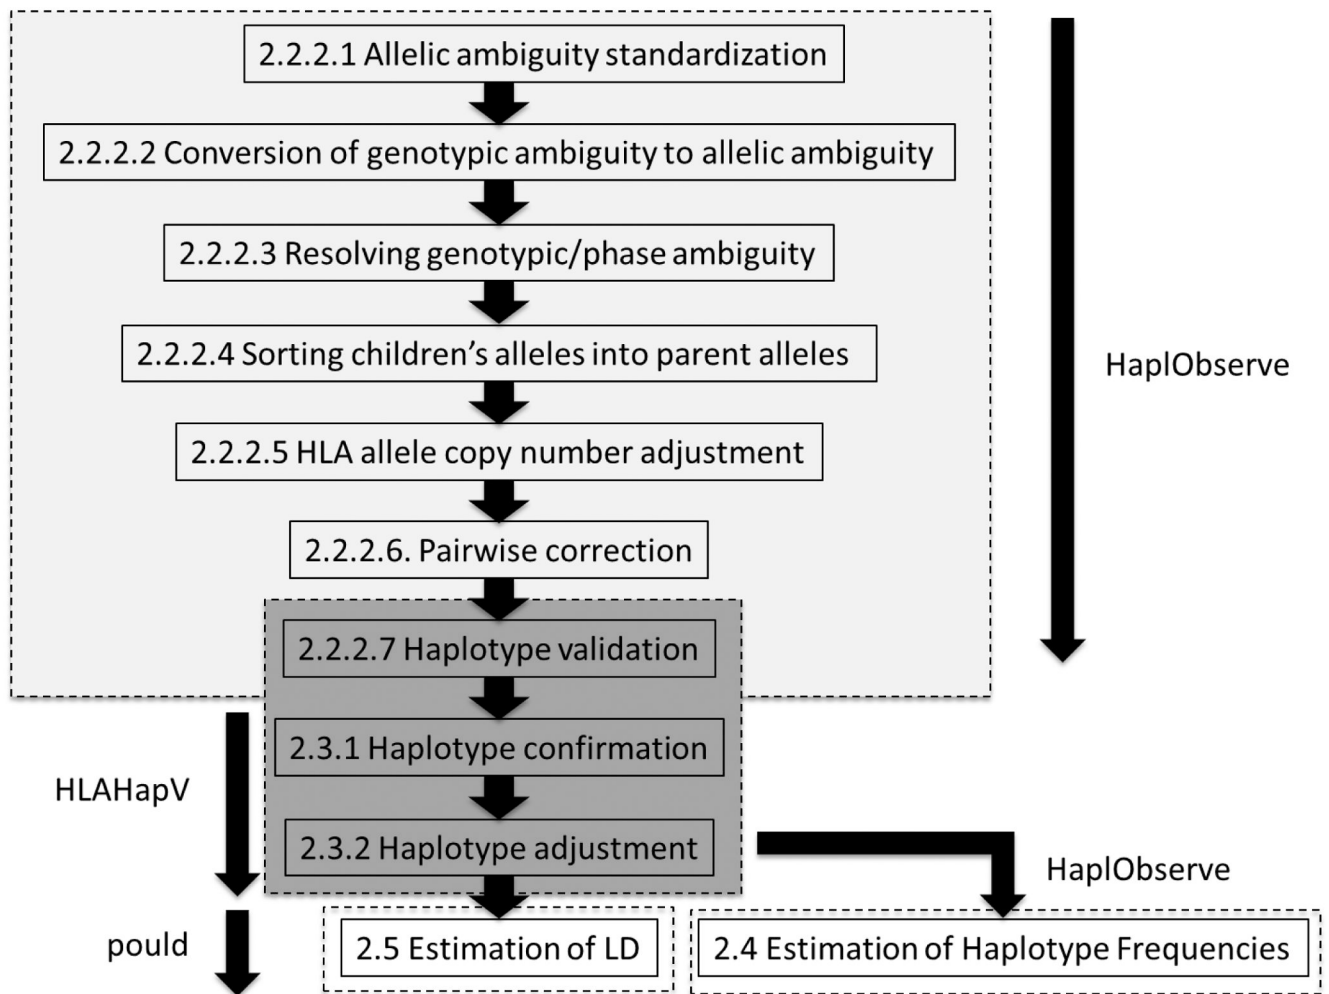 2.2.2.1 Allelic ambiguity standardization
2.2.2.2 Conversion of genotypic ambiguity to allelic ambiguity
2.2.2.3 Resolving genotypic/phase ambiguity
2.2.2.4 Sorting children’s alleles into parent alleles
HaplObserve
2.2.2.5 HLA allele copy number adjustment
2.2.2.6. Pairwise correction
2.2.2.7 Haplotype validation
2.3.1 Haplotype confirmation
HLAHapV
2.3.2 Haplotype adjustment
HaplObserve
pould
2.5 Estimation of LD
2.4 Estimation of Haplotype Frequencies